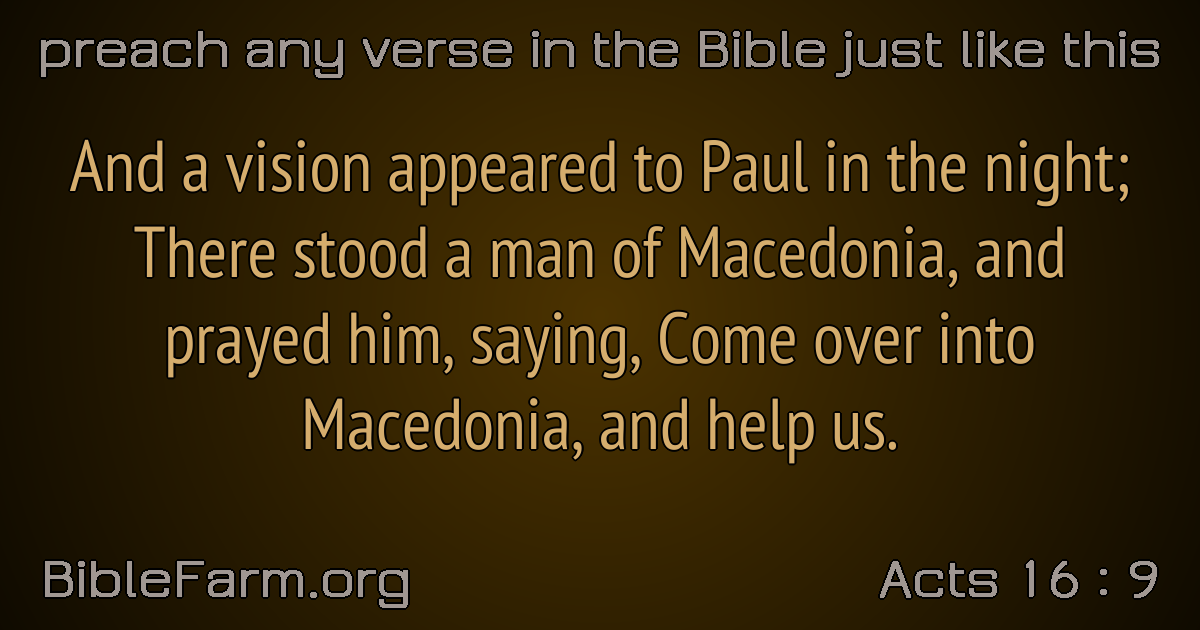 preach any verse in the Bible just like this
And a vision appeared to Paul in the night;
There stood a man of Macedonia, and
prayed him, saying, Come over into
Macedonia, and help us.
BibleFarm.org
Acts 16 : 9